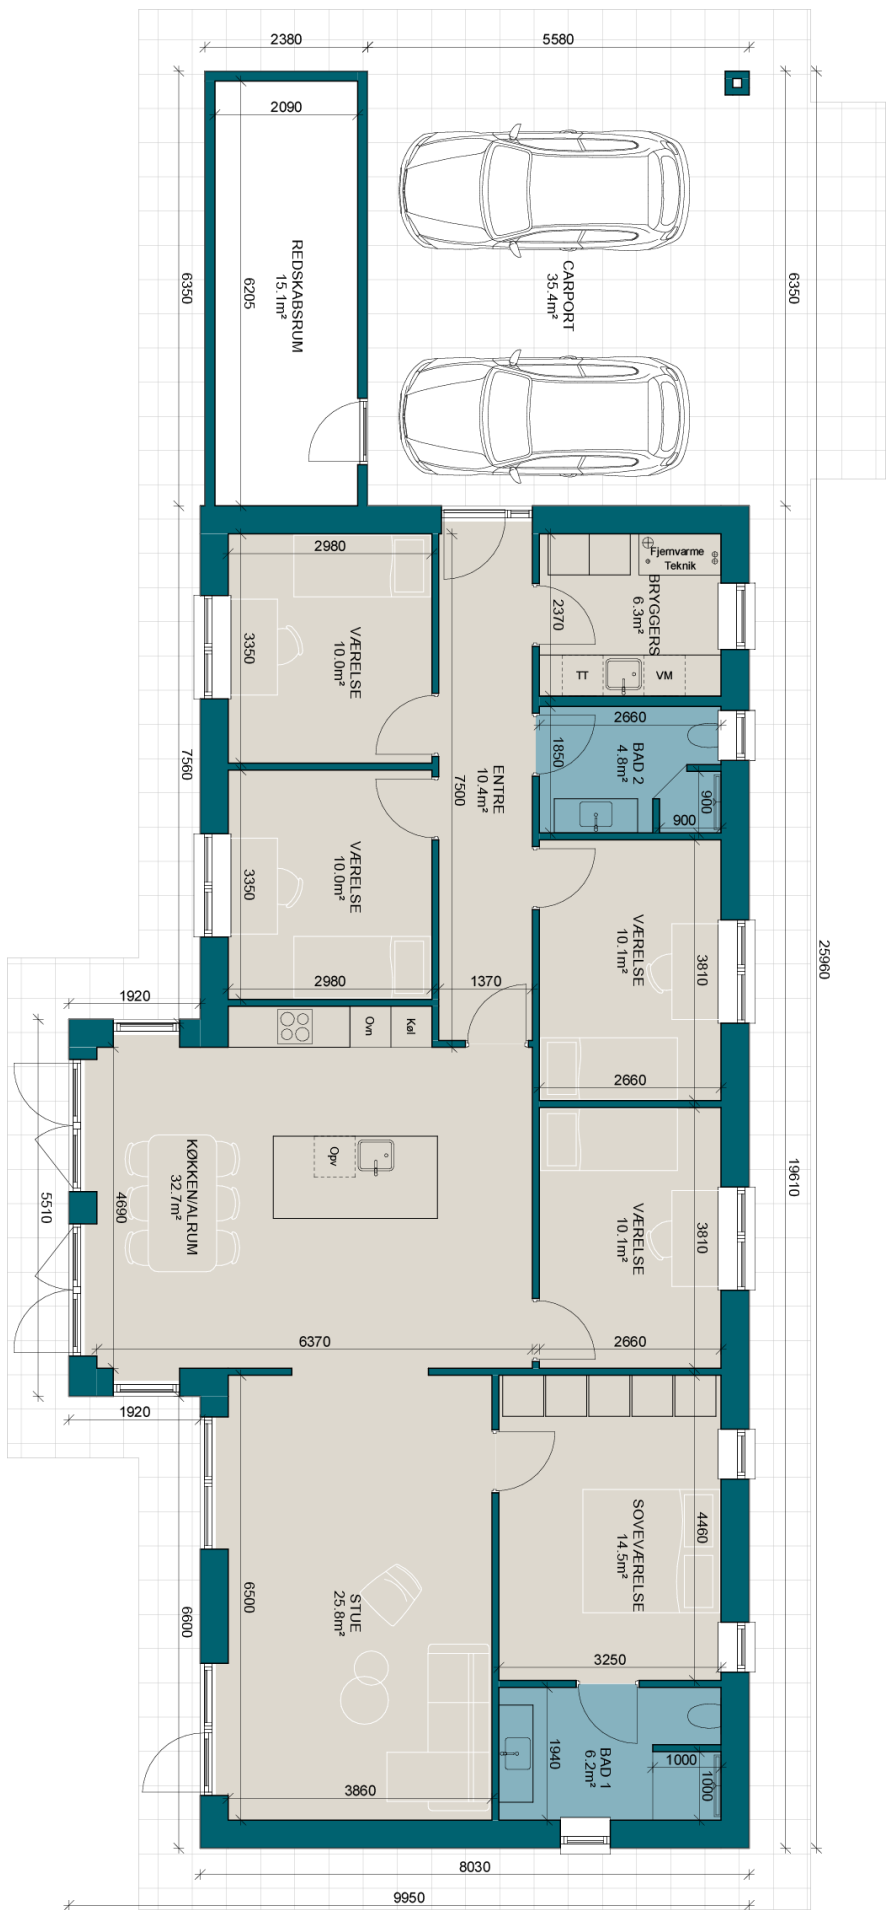 2380
5580
2090
REDSKABSRUM
15.1m²
6205
6350
CARPORT
35.4m²
6350
2980
3350
VÆRELSE
10.0m²
Fjernvarme
Teknik
BRYGGERS
6.3m²
2370
TT
VM
2660
1850
BAD 2
4.8m²
900
900
7560
ENTRE
10.4m²
7500
VÆRELSE
10.0m²
3350
2980
1370
VÆRELSE
10.1m²
3810
2660
25960
1920
Ovn
Køl
KØKKEN/ALRUM
32.7m²
4690
5510
Opv
6370
VÆRELSE
10.1m²
3810
2660
19610
1920
STUE
25.8m²
6500
6600
3860
SOVEVÆRELSE
14.5m²
4460
3250
BAD 1
6.2m²
1940
1000
1000
8030
9950